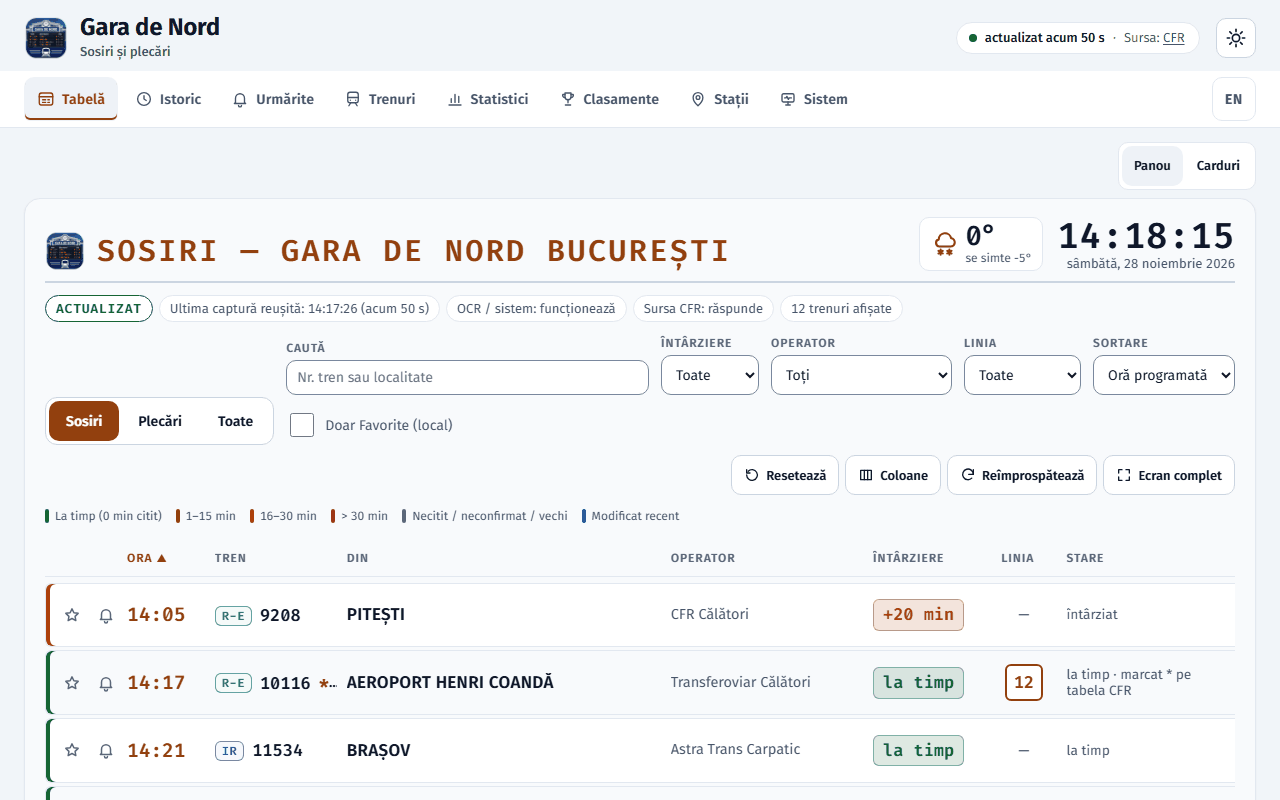 Gara de Nord
Sosiri și plecări
actualizat acum 50 s · Sursa: CFR
Tabelă Istoric Urmărite Trenuri Statistici Clasamente Stații Sistem EN
Panou Carduri
SOSIRI — GARA DE NORD BUCUREȘTI
0°
se simte -5°
14:18:15
sâmbătă, 28 noiembrie 2026
ACTUALIZAT Ultima captură reușită: 14:17:26 (acum 50 s) OCR / sistem: funcționează Sursa CFR: răspunde 12 trenuri afișate
CAUTĂ ÎNTÂRZIERE OPERATOR LINIA SORTARE
Nr. tren sau localitate Toate Toți Toate Oră programată
Sosiri Plecări Toate Doar Favorite (local)
Resetează Coloane Reîmprospătează Ecran complet
La timp (0 min citit) 1–15 min 16–30 min > 30 min Necitit / neconfirmat / vechi Modificat recent
ORA ▲ TREN DIN OPERATOR ÎNTÂRZIERE LINIA STARE
14:05 R-E 9208 PITEȘTI CFR Călători +20 min — întârziat
14:17 R-E 10116 *… AEROPORT HENRI COANDĂ Transferoviar Călători la timp 12 la timp · marcat * pe
tabela CFR
14:21 IR 11534 BRAȘOV Astra Trans Carpatic la timp — la timp